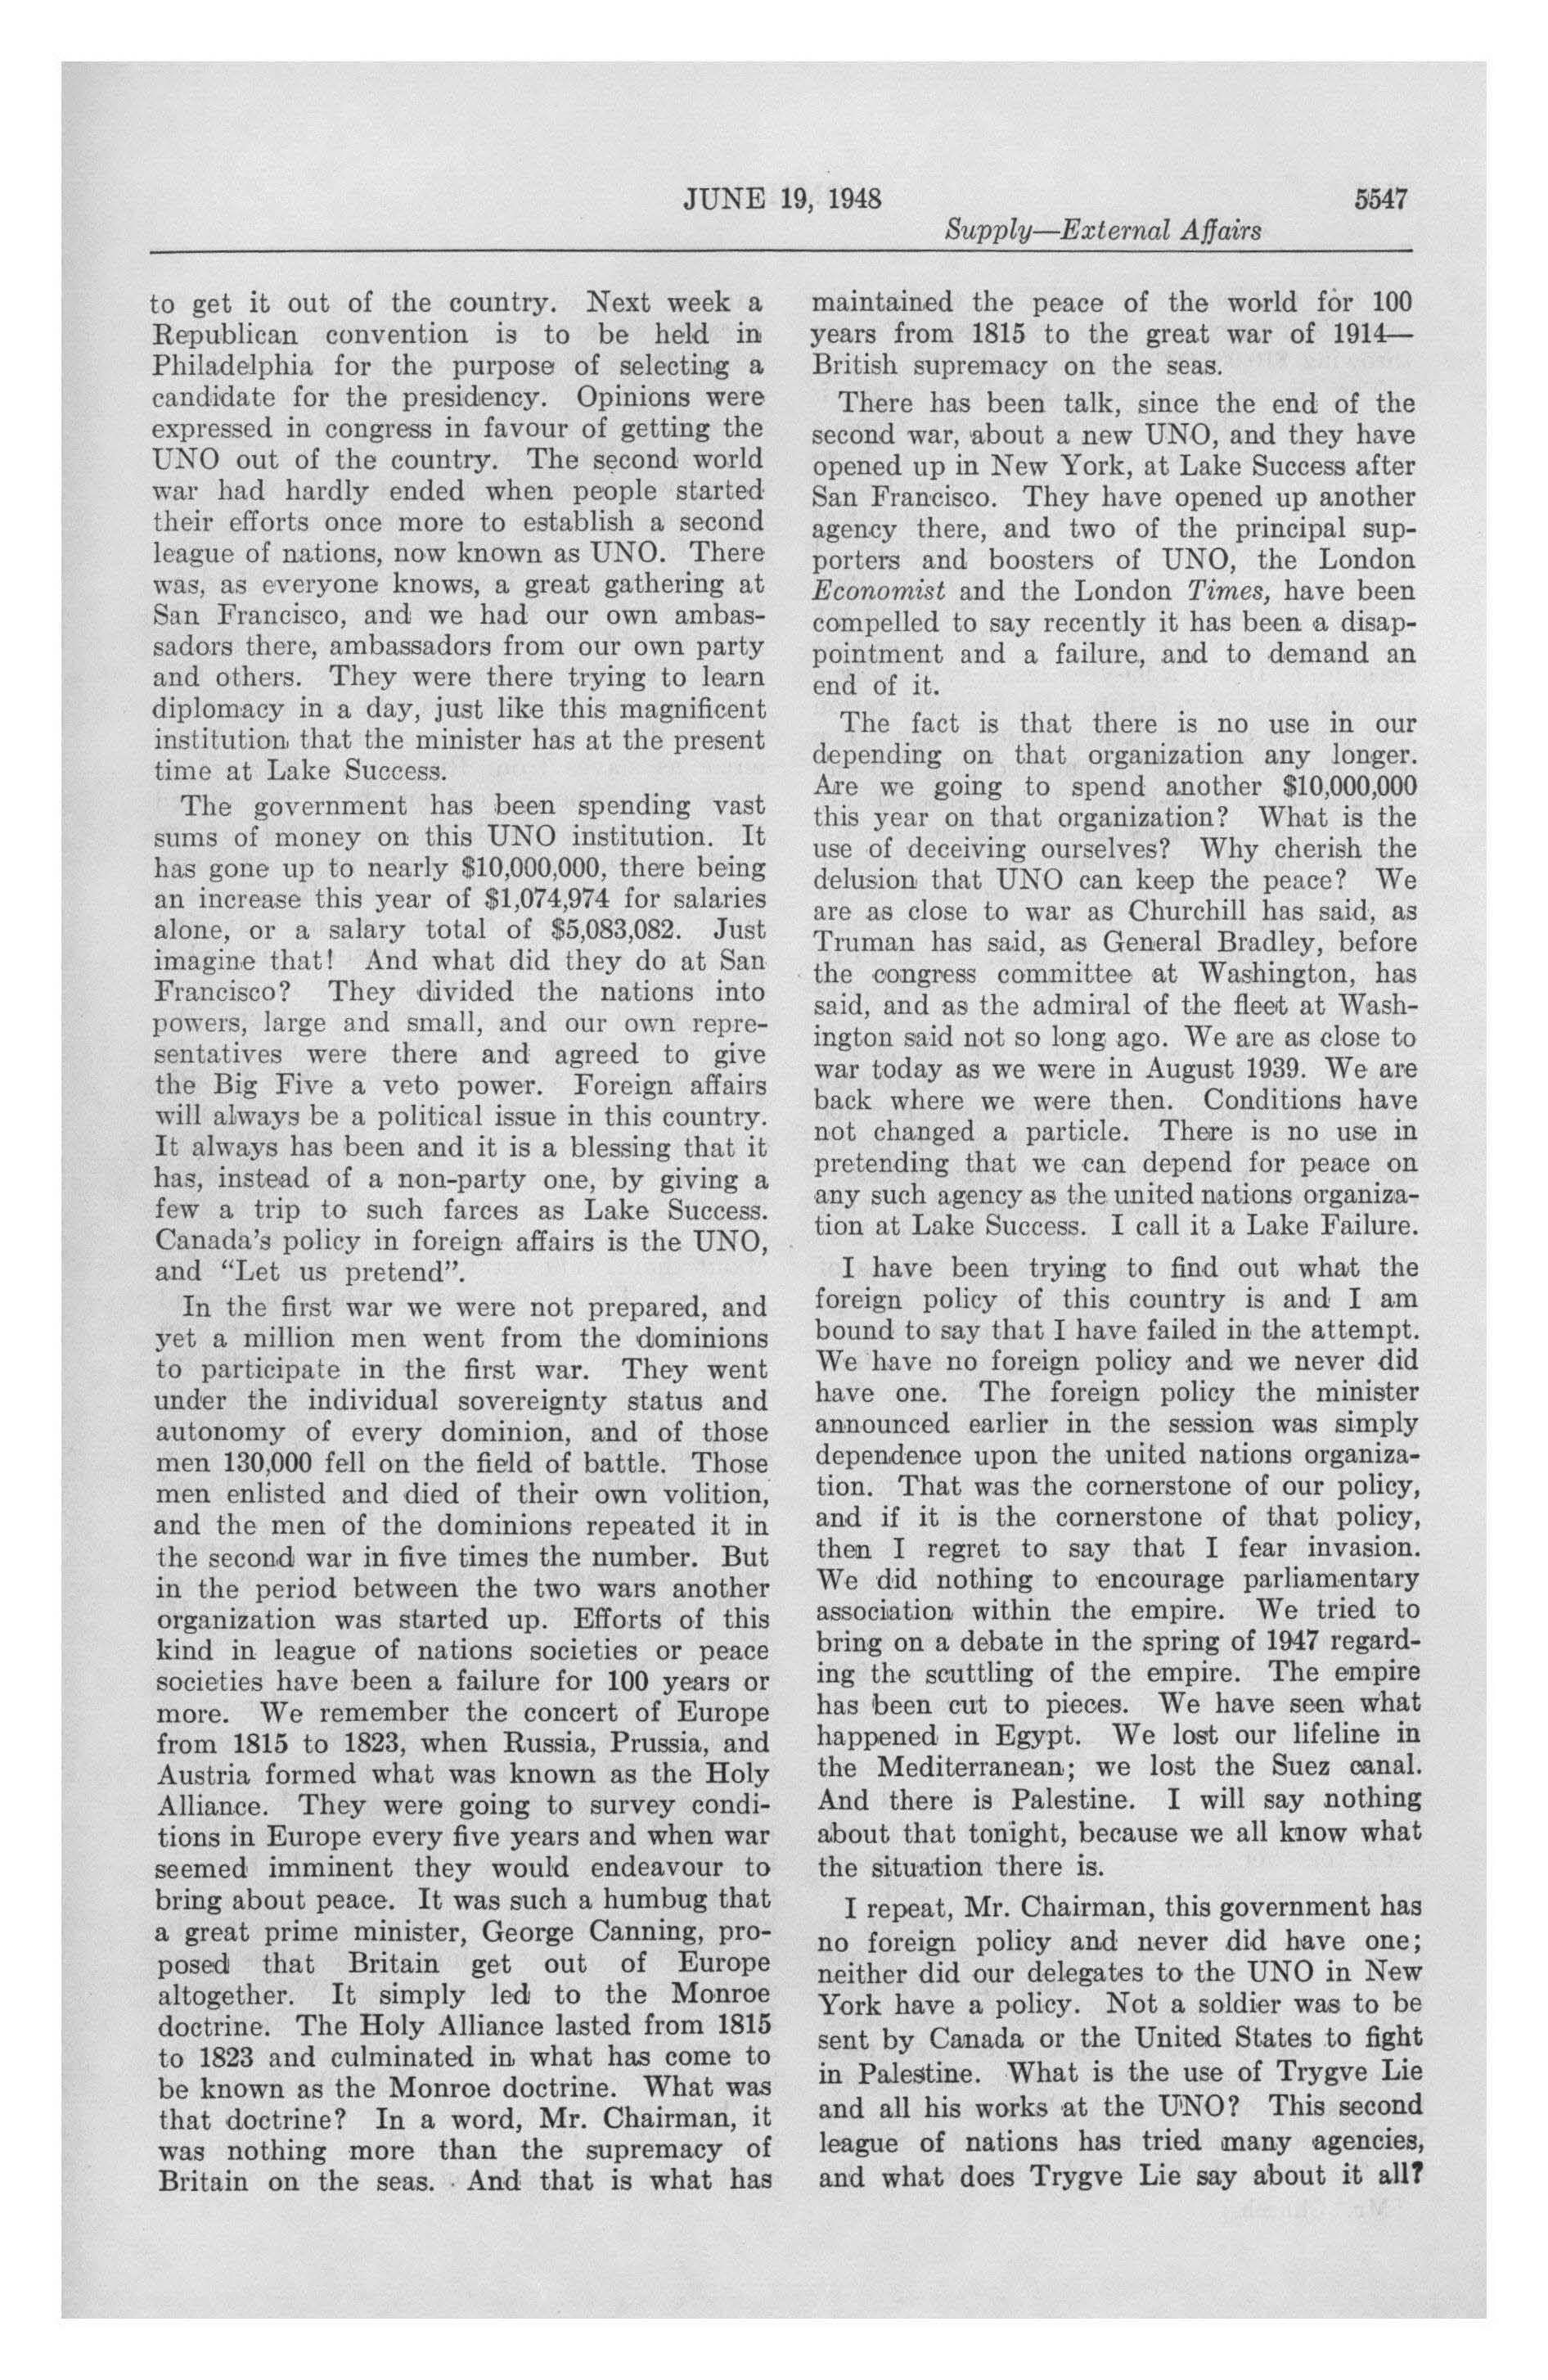 JUNE 19, 1948
5547
Supply—External Affairs
to get it out of the country. Next week a
Republican convention is to be held in
Philadelphia for the purpose of selecting a
candidate for the presidency. Opinions were
expressed in congress in favour of getting the
UNO out of the country. The second world
war had hardly ended when people started
their efforts once more to establish a second
league of nations, now known as UNO. There
was, as everyone knows, a great gathering at
San Francisco, and we had our own ambas-
sadors there, ambassadors from our own party
and others. They were there trying to learn
diplomacy in a day, just like this magnificent
institution that the minister has at the present
time at Lake Success.
The government has been spending vast
sums of money on this UNO institution. It
has gone up to nearly $10,000,000, there being
an increase this year of $1,074,974 for salaries
alone, or a salary total of $5,083,082. Just
imagine that! And what did they do at San
Francisco? They divided the nations into
powers, large and small, and our own repre-
sentatives were there and agreed to give
the Big Five a veto power. Foreign affairs
will always be a political issue in this country.
It always has been and it is a blessing that it
has, instead of a non-party one, by giving a
few a trip to such farces as Lake Success.
Canada's policy in foreign affairs is the UNO,
and "Let us pretend".
In the first war we were not prepared, and
yet a million men went from the dominions
to participate in the first war. They went
under the individual sovereignty status and
autonomy of every dominion, and of those
men 130,000 fell on the field of battle. Those
men enlisted and died of their own volition,
and the men of the dominions repeated it in
the second war in five times the number. But
in the period between the two wars another
organization was started up. Efforts of this
kind in league of nations societies or peace
societies have been a failure for 100 years or
more. We remember the concert of Europe
from 1815 to 1823, when Russia, Prussia, and
Austria formed what was known as the Holy
Alliance. They were going to survey condi-
tions in Europe every five years and when war
seemed imminent they would endeavour to
bring about peace. It was such a humbug that
a great prime minister, George Canning, pro-
posed that Britain get out of Europe
altogether. It simply led to the Monroe
doctrine. The Holy Alliance lasted from 1815
to 1823 and culminated in what has come to
be known as the Monroe doctrine. What was
that doctrine? In a word, Mr. Chairman, it
was nothing more than the supremacy of
Britain on the seas. And that is what has
maintained the peace of the world for 100
years from 1815 to the great war of 1914—
British supremacy on the seas.
There has been talk, since the end of the
second war, about a new UNO, and they have
opened up in New York, at Lake Success after
San Francisco. They have opened up another
agency there, and two of the principal sup-
porters and boosters of UNO, the London
Economist and the London Times, have been
compelled to say recently it has been a disap-
pointment and a failure, and to demand an
end of it.
The fact is that there is no use in our
depending on that organization any longer.
Are we going to spend another $10,000,000
this year on that organization? What is the
use of deceiving ourselves? Why cherish the
delusion that UNO can keep the peace? We
are as close to war as Churchill has said, as
Truman has said, as General Bradley, before
the congress committee at Washington, has
said, and as the admiral of the fleet at Wash-
ington said not so long ago. We are as close to
war today as we were in August 1939. We are
back where we were then. Conditions have
not changed a particle. There is no use in
pretending that we can depend for peace on
any such agency as the united nations organiza-
tion at Lake Success. I call it a Lake Failure.
I have been trying to find out what the
foreign policy of this country is and I am
bound to say that I have failed in the attempt.
We have no foreign policy and we never did
have one. The foreign policy the minister
announced earlier in the session was simply
dependence upon the united nations organiza-
tion. That was the cornerstone of our policy,
and if it is the cornerstone of that policy,
then I regret to say that I fear invasion.
We did nothing to encourage parliamentary
association within the empire. We tried to
bring on a debate in the spring of 1947 regard-
ing the scuttling of the empire. The empire
has been cut to pieces. We have seen what
happened in Egypt. We lost our lifeline in
the Mediterranean; we lost the Suez canal.
And there is Palestine. I will say nothing
about that tonight, because we all know what
the situation there is.
I repeat, Mr. Chairman, this government has
no foreign policy and never did have one;
neither did our delegates to the UNO in New
York have a policy. Not a soldier was to be
sent by Canada or the United States to fight
in Palestine. What is the use of Trygve Lie
and all his works at the UNO? This second
league of nations has tried many agencies,
and what does Trygve Lie say about it all?